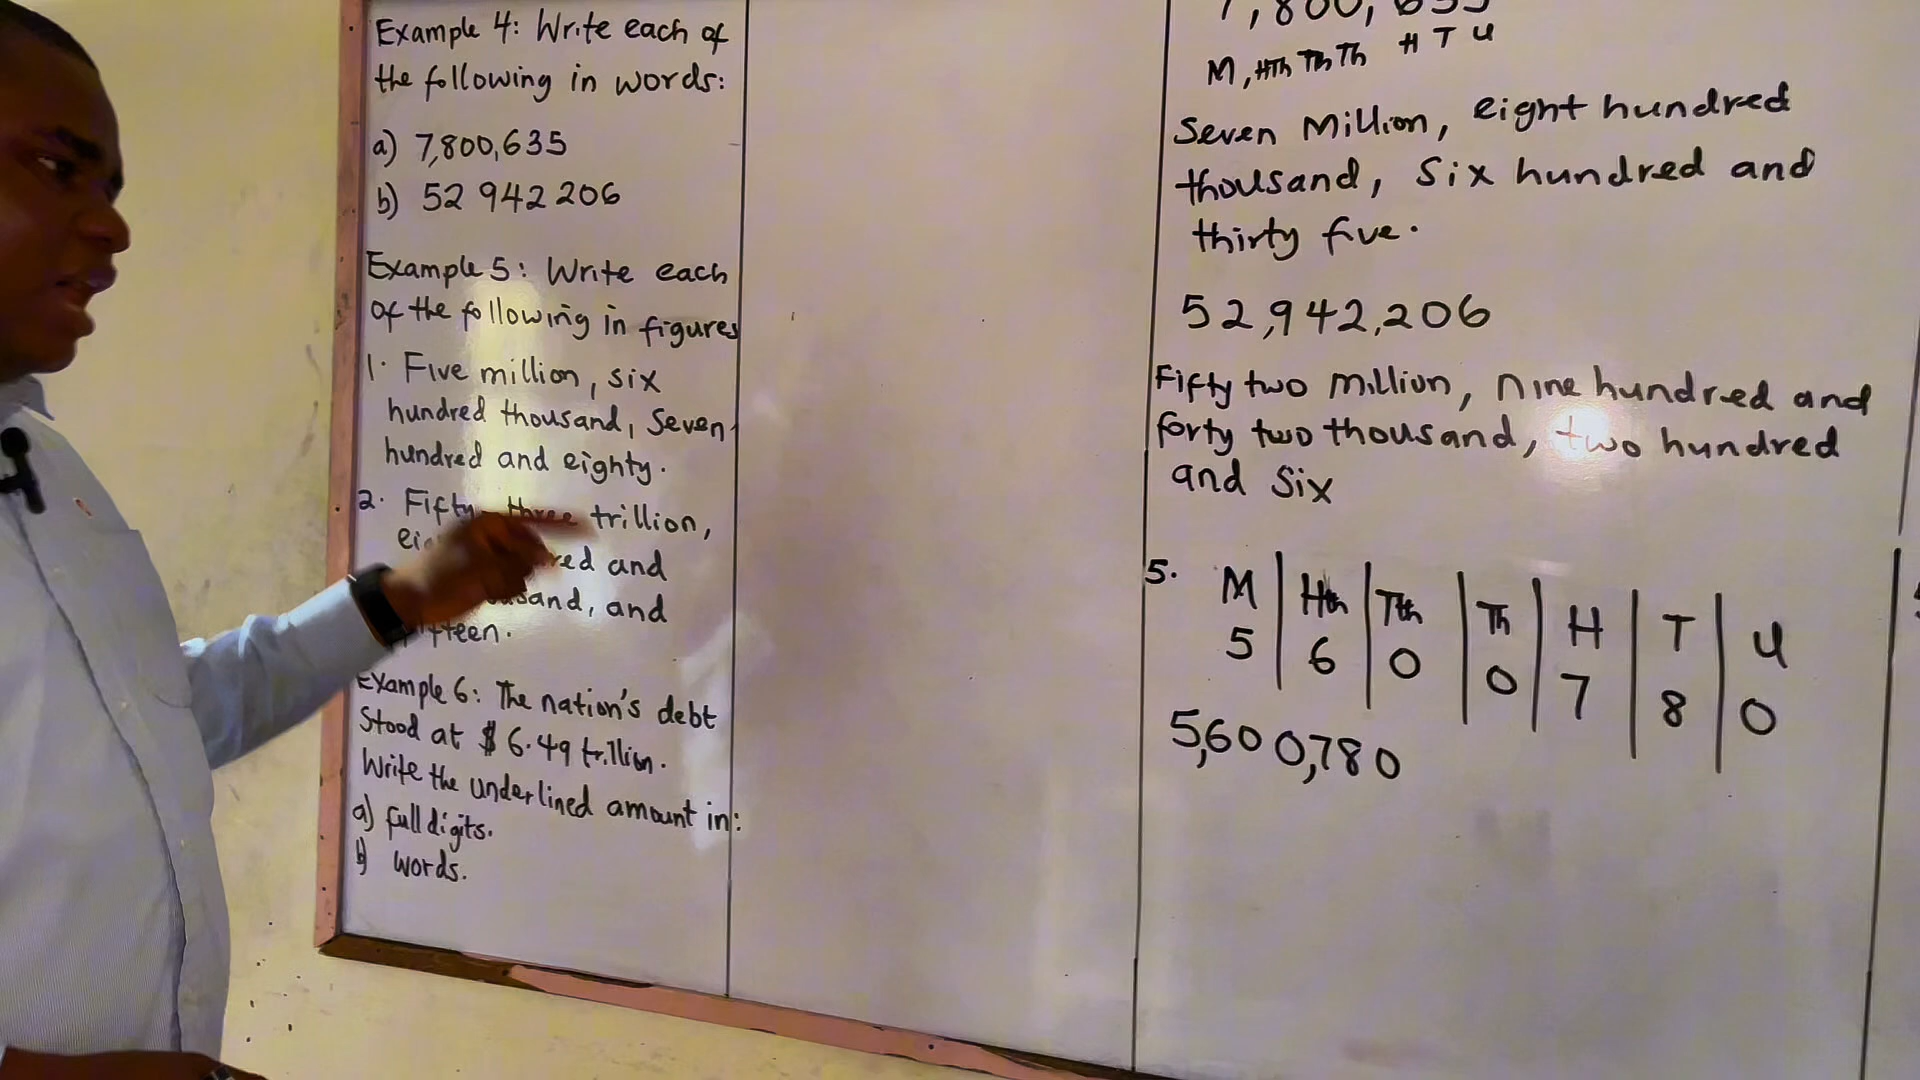 Example 4: Write each of
the following in words:
a) 7,800,635
b) 52 942 206
Example 5: Write each
of the following in figures
1. Five million, six
hundred thousand, seven
hundred and eighty.
2. Fifty three trillion,
and
and
Example 6: The nation's debt
Stood at $ 6.49 trillion.
Write the underlined amount in:
a) full digits.
b) words.
7,800,635
M, HTh TTh Th H T U
Seven Million, eight hundred
thousand, six hundred and
thirty five.
52,942,206
Fifty two million, nine hundred and
forty two thousand, two hundred
and six
5. M HTh TTh Th H T U
5 6 0 0 7 8 0
5,600,780